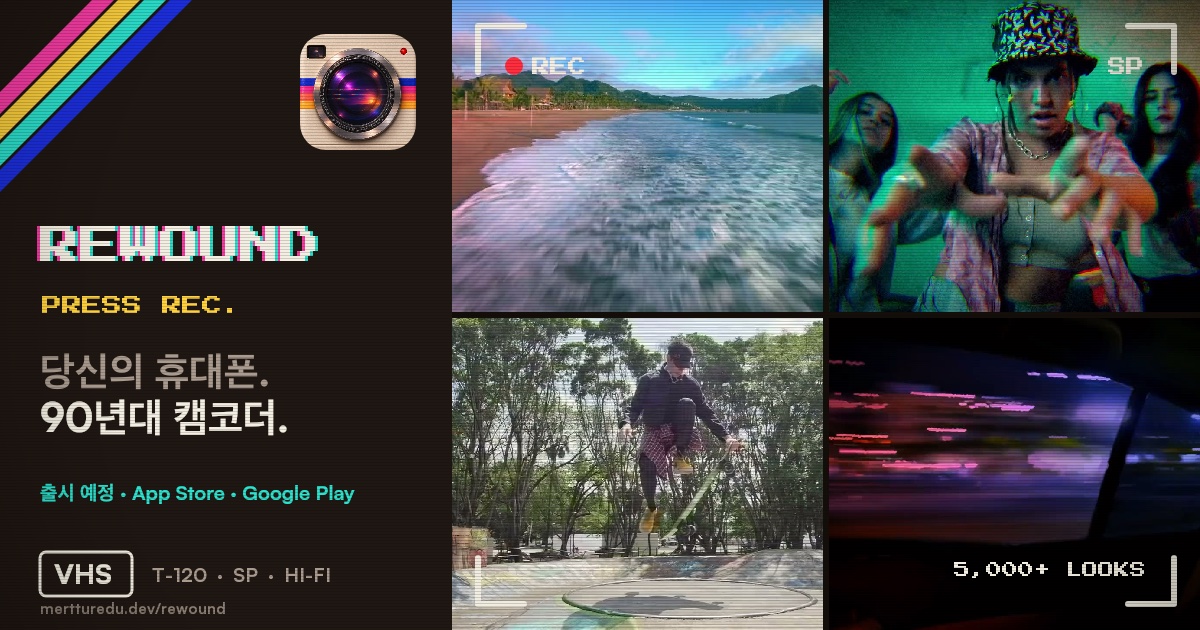 REWOUND
PRESS REC.
당신의 휴대폰.
90년대 캠코더.
출시 예정 · App Store · Google Play
VHS T-120 · SP · HI-FI
mertturedu.dev/rewound
REC
SP
5,000+ LOOKS